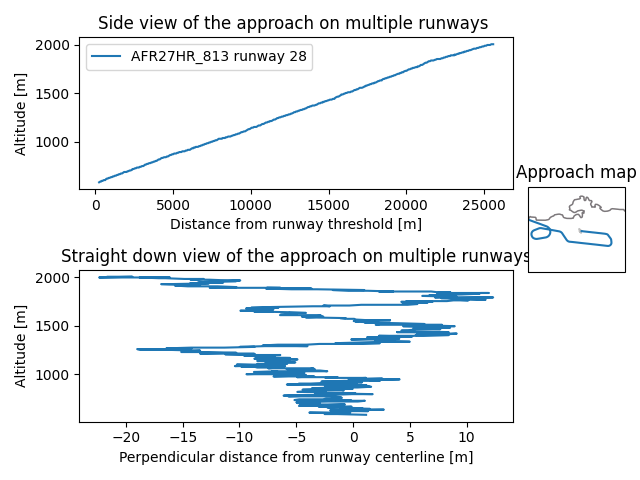 Side view of the approach on multiple runways
2000
1500
1000
Altitude [m]
AFR27HR_813 runway 28
0 5000 10000 15000 20000 25000
Distance from runway threshold [m]
Approach map
Straight down view of the approach on multiple runways
2000
1500
1000
Altitude [m]
−20 −15 −10 −5 0 5 10
Perpendicular distance from runway centerline [m]